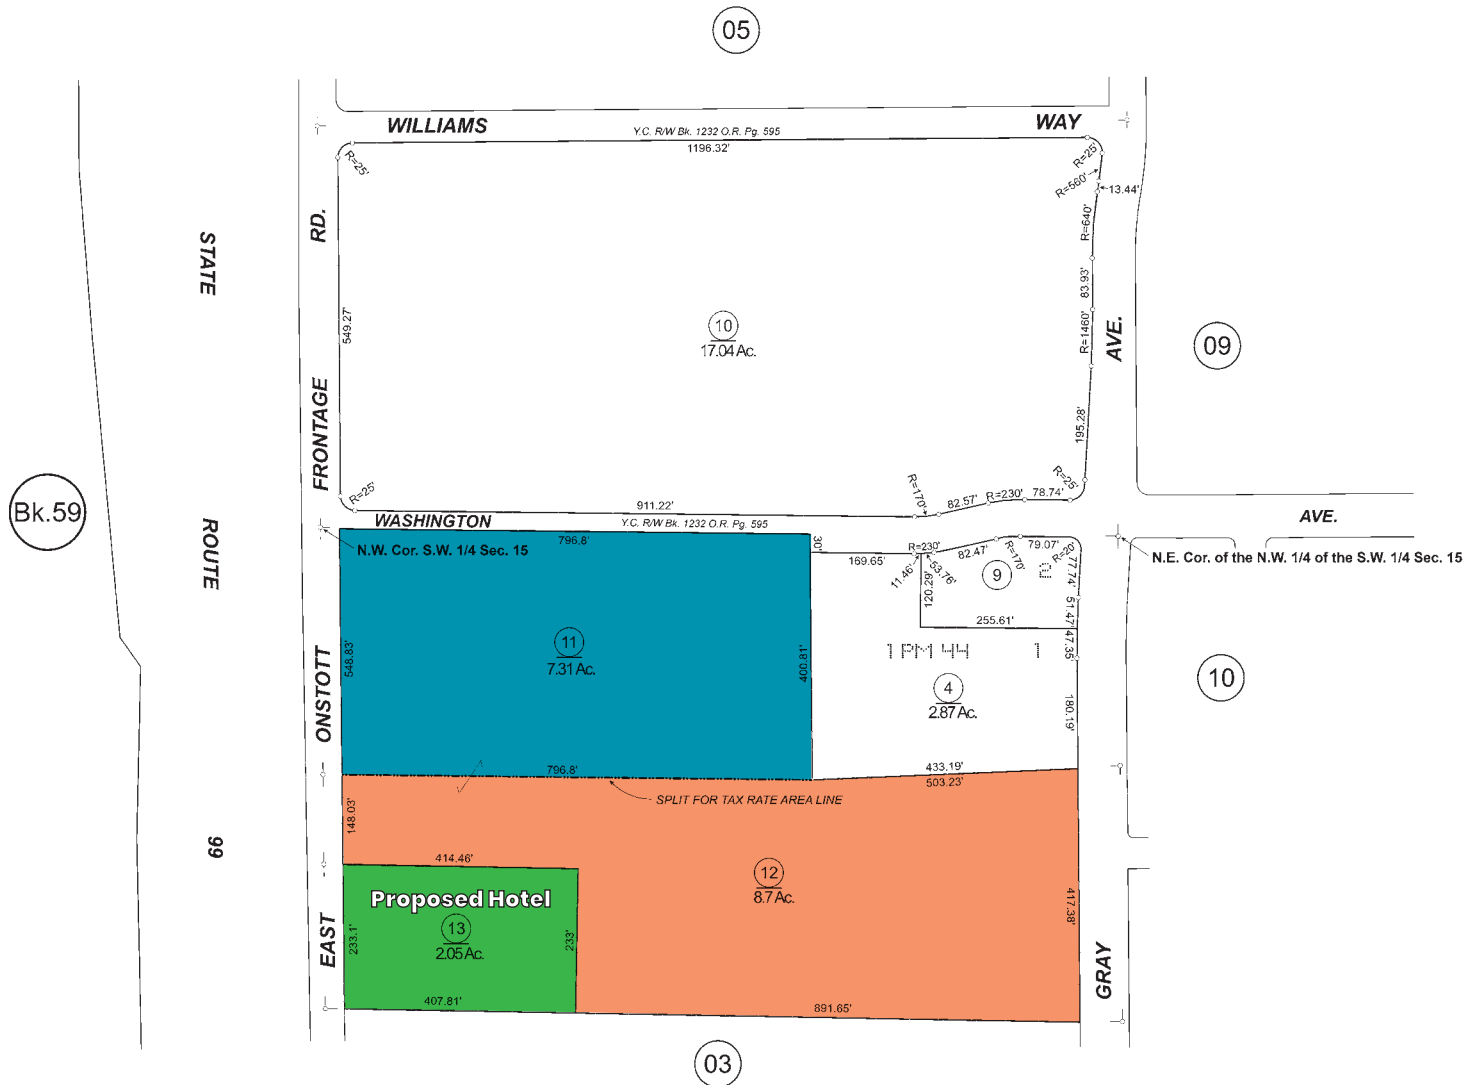 05
WILLIAMS
WAY
Y.C. R/W Bk. 1232 O.R. Pg. 595
1196.32'
R=25'
R=25'
R=560'
13.44'
R=640'
83.93'
R=1460'
195.28'
R=25'
STATE
ROUTE
99
RD.
FRONTAGE
ONSTOTT
EAST
549.27'
10
17.04 Ac.
AVE.
GRAY
09
Bk.59
R=25'
911.22'
R=170'
82.57'
R=230'
78.74'
WASHINGTON
Y.C. R/W Bk. 1232 O.R. Pg. 595
AVE.
N.W. Cor. S.W. 1/4 Sec. 15
796.8'
30'
169.65'
R=230'
11.46'
53.76'
82.47'
R=170'
79.07'
R=20'
N.E. Cor. of the N.W. 1/4 of the S.W. 1/4 Sec. 15
9
2
77.74'
120.29'
255.61'
51.47'
47.35'
548.83'
11
7.31 Ac.
400.81'
1 PM 44
1
4
2.87 Ac.
180.19'
10
796.8'
433.19'
503.23'
SPLIT FOR TAX RATE AREA LINE
148.03'
414.46'
12
8.7 Ac.
417.38'
Proposed Hotel
13
2.05 Ac.
233.1'
233'
407.81'
891.65'
03